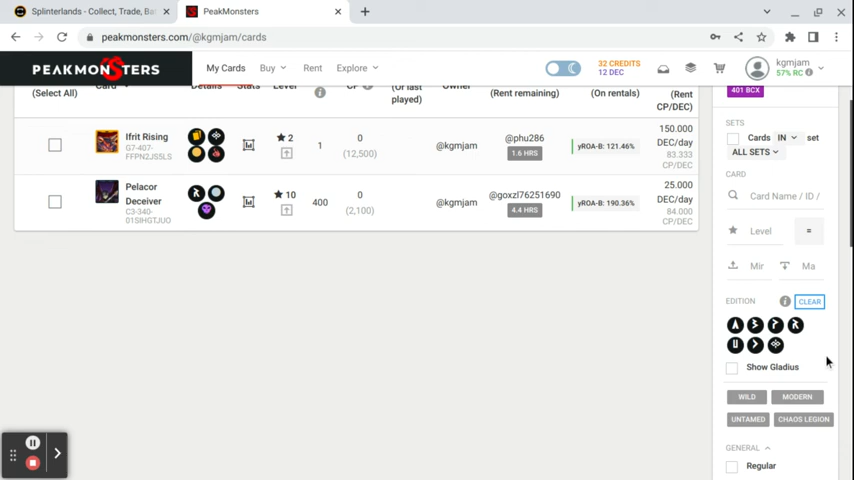 Splinterlands - Collect, Trade, Ba
PeakMonsters
peakmonsters.com/@kgmjam/cards
PEAKMONSTERS
My Cards
Buy
Rent
Explore
32 CREDITS
12 DEC
kgmjam
57% RC
(Select All)
Card
Details
Stats
Level
CP
(Or last
played)
Owner
(Rent remaining)
(On rentals)
(Rent
CP/DEC)
Ifrit Rising
G7-407-
FFPN2JS5LS
2
1
0
(12,500)
@kgmjam
@phu286
1.6 HRS
yROA-B: 121.46%
150.000
DEC/day
83.333
CP/DEC
Pelacor
Deceiver
C3-340-
01SIHGTJUO
10
400
0
(2,100)
@kgmjam
@goxzl76251690
4.4 HRS
yROA-B: 190.36%
25.000
DEC/day
84.000
CP/DEC
401 BCX
SETS
Cards IN set
ALL SETS
CARD
Card Name / ID /
Level =
Mir Ma
EDITION CLEAR
Show Gladius
WILD MODERN
UNTAMED CHAOS LEGION
GENERAL
Regular